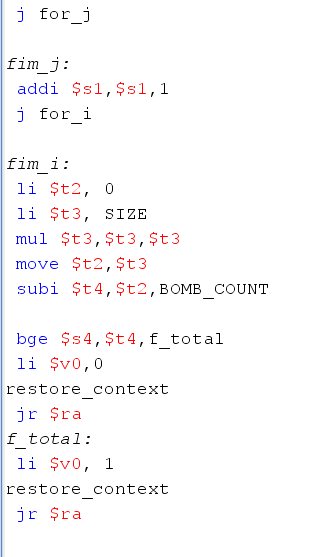 j for_j
fim_j:
addi $s1,$s1,1
j for_i
fim_i:
li $t2, 0
li $t3, SIZE
mul $t3,$t3,$t3
move $t2,$t3
subi $t4,$t2,BOMB_COUNT
bge $s4,$t4,f_total
li $v0,0
restore_context
jr $ra
f_total:
li $v0, 1
restore_context
jr $ra